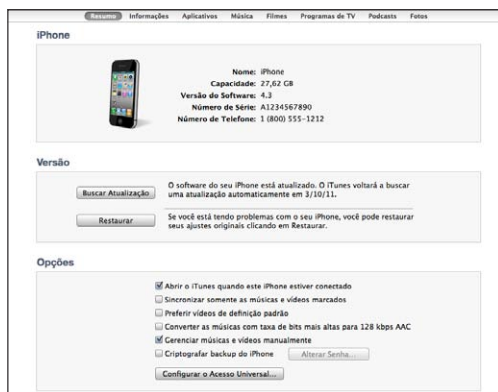 Resumo Informações Aplicativos Música Filmes Programas de TV Podcasts Fotos
iPhone
Nome: iPhone
Capacidade: 27,62 GB
Versão do Software: 4.3
Número de Série: A1234567890
Número de Telefone: 1 (800) 555-1212
Versão
Buscar Atualização
O software do seu iPhone está atualizado. O iTunes voltará a buscar
uma atualização automaticamente em 3/10/11.
Restaurar
Se você está tendo problemas com o seu iPhone, você pode restaurar
seus ajustes originais clicando em Restaurar.
Opções
Abrir o iTunes quando este iPhone estiver conectado
Sincronizar somente as músicas e vídeos marcados
Preferir vídeos de definição padrão
Converter as músicas com taxa de bits mais altas para 128 kbps AAC
Gerenciar músicas e vídeos manualmente
Criptografar backup do iPhone Alterar Senha...
Configurar o Acesso Universal...